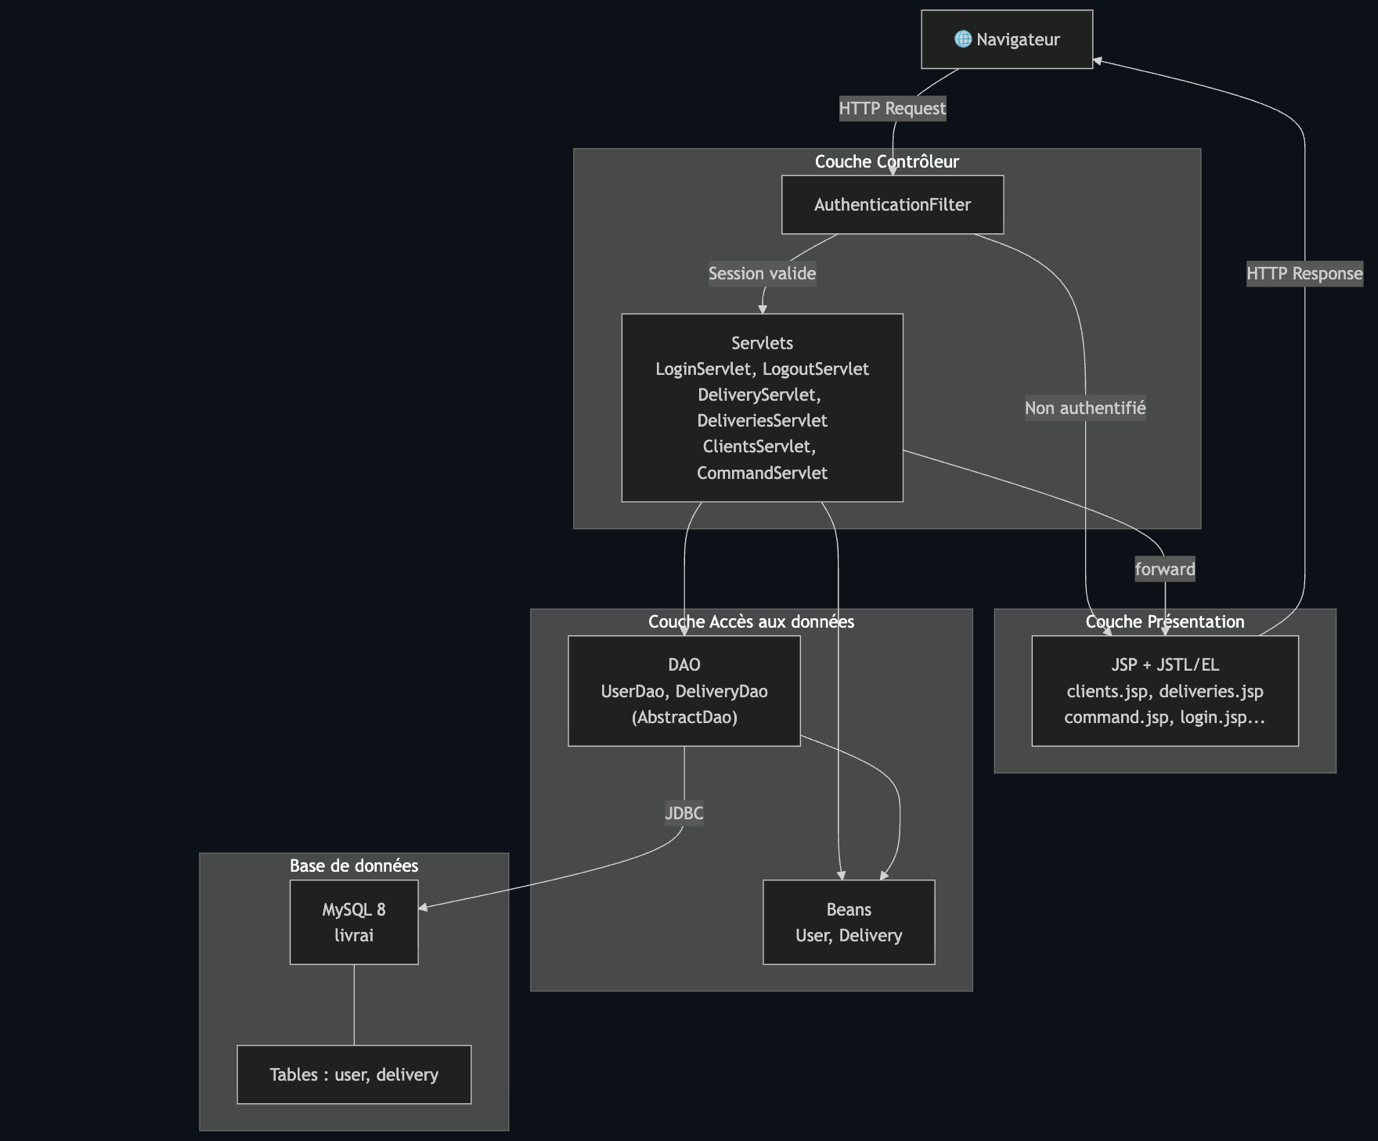 Navigateur
HTTP Request
Couche Contrôleur
AuthenticationFilter
Session valide
HTTP Response
Servlets
LoginServlet, LogoutServlet
DeliveryServlet,
DeliveriesServlet
ClientsServlet,
CommandServlet
Non authentifié
forward
Couche Accès aux données
DAO
UserDao, DeliveryDao
(AbstractDao)
Couche Présentation
JSP + JSTL/EL
clients.jsp, deliveries.jsp
command.jsp, login.jsp...
JDBC
Base de données
MySQL 8
livrai
Beans
User, Delivery
Tables : user, delivery